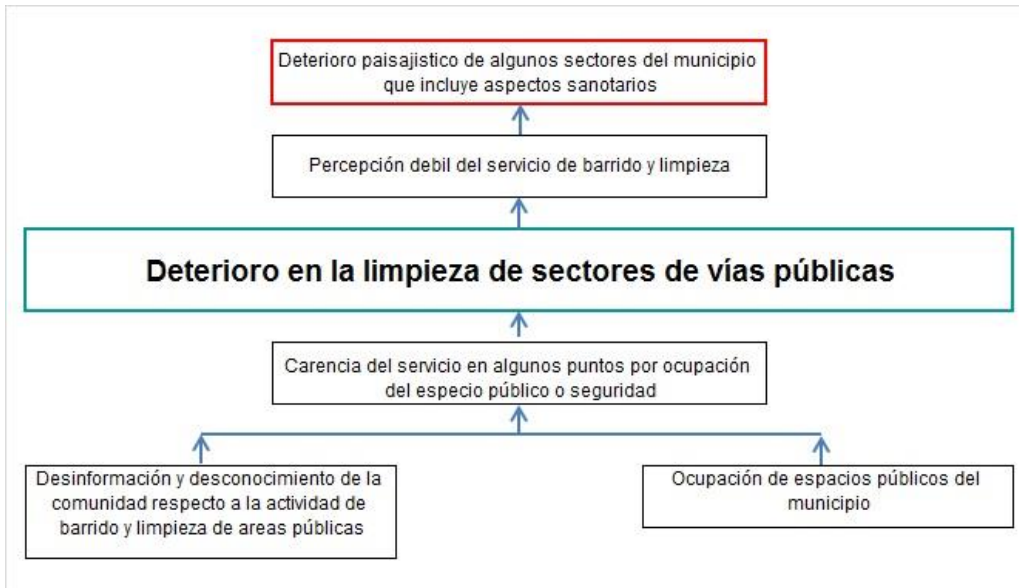 Deterioro paisajistico de algunos sectores del municipio
que incluye aspectos sanotarios
Percepción debil del servicio de barrido y limpieza
Deterioro en la limpieza de sectores de vías públicas
Carencia del servicio en algunos puntos por ocupación
del especio público o seguridad
Desinformación y desconocimiento de la
comunidad respecto a la actividad de
barrido y limpieza de areas públicas
Ocupación de espacios públicos del
municipio